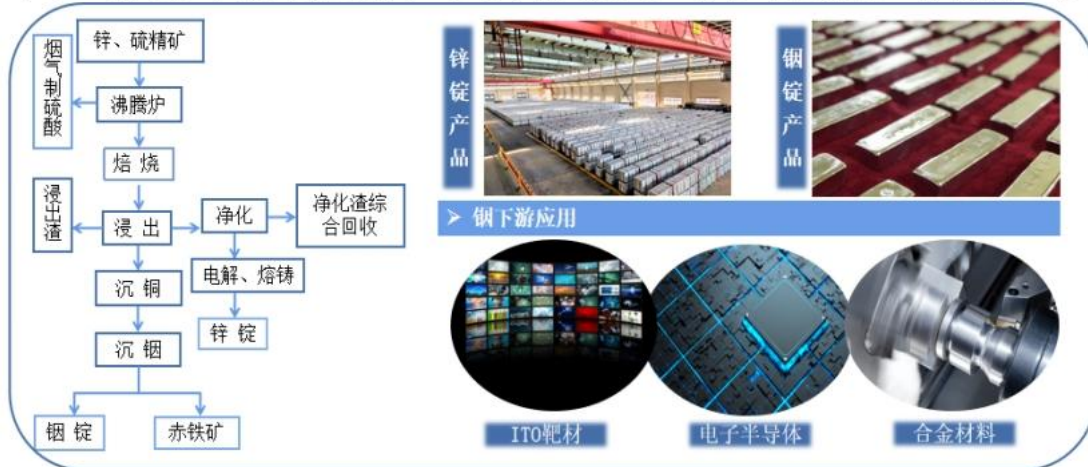 锌、硫精矿
烟气制硫酸
沸腾炉
焙 烧
浸出渣
浸 出
净化
净化渣综
合回收
沉 铜
电解、熔铸
沉 铟
锌 锭
铟 锭
赤铁矿
锌锭产品
铟锭产品
➢ 铟下游应用
ITO靶材
电子半导体
合金材料